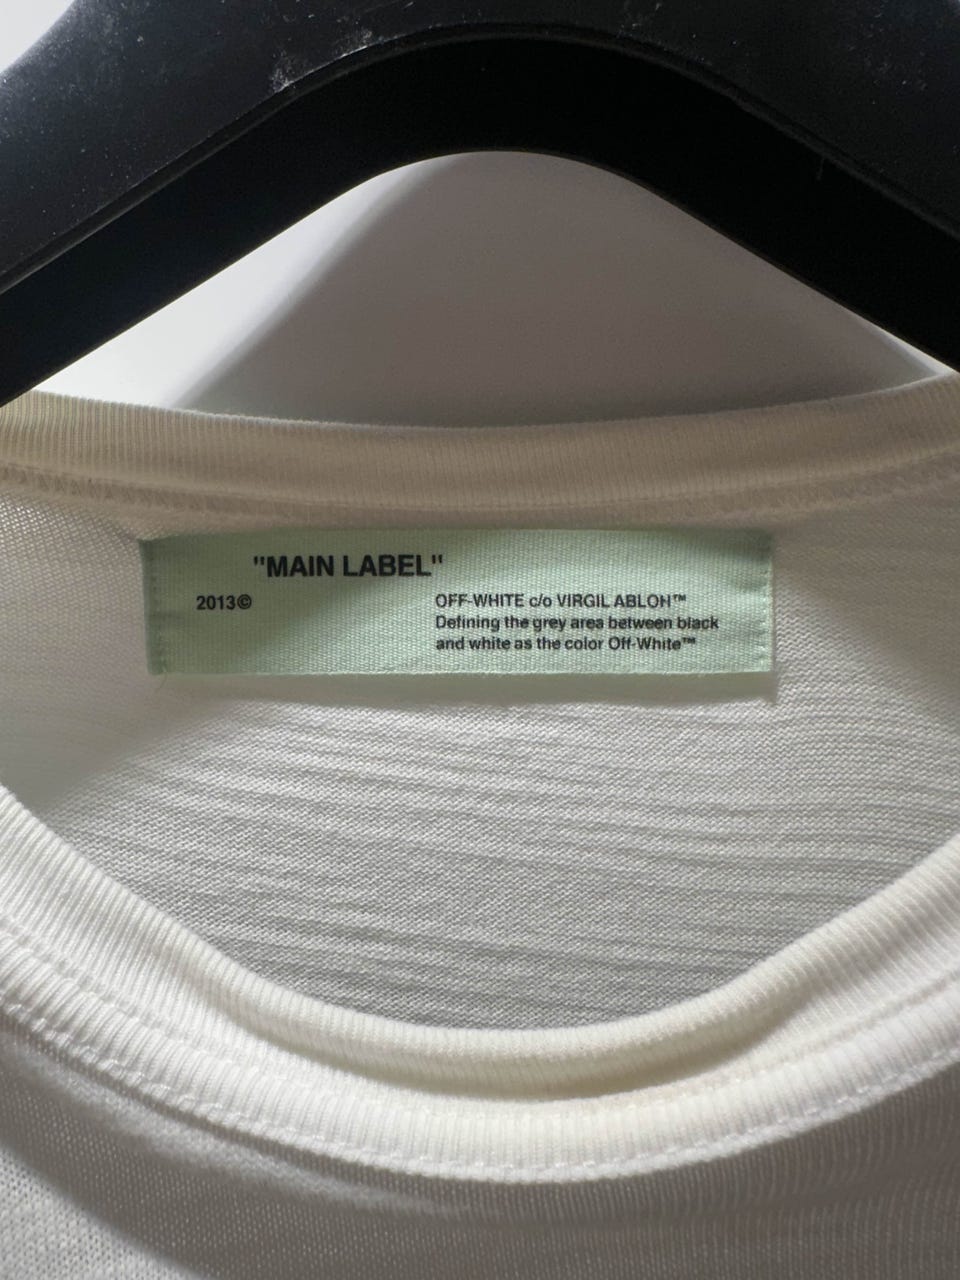 "MAIN LABEL"
2013©
OFF-WHITE c/o VIRGIL ABLOH™
Defining the grey area between black
and white as the color Off-White™